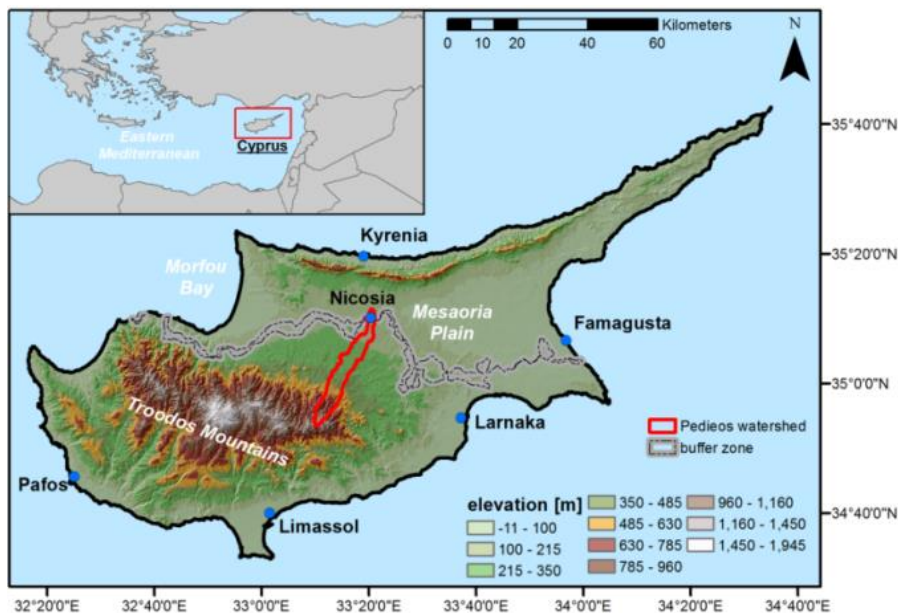 Kilometers
0 10 20 40 60
N
Eastern
Mediterranean
Cyprus
35°40'0"N
Kyrenia
35°20'0"N
Morfou
Bay
Nicosia
Mesaoria
Plain
Famagusta
35°0'0"N
Troodos Mountains
Larnaka
Pedieos watershed
buffer zone
Pafos
Limassol
34°40'0"N
elevation [m]
-11 - 100
100 - 215
215 - 350
350 - 485
485 - 630
630 - 785
785 - 960
960 - 1,160
1,160 - 1,450
1,450 - 1,945
32°20'0"E 32°40'0"E 33°0'0"E 33°20'0"E 33°40'0"E 34°0'0"E 34°40'0"E